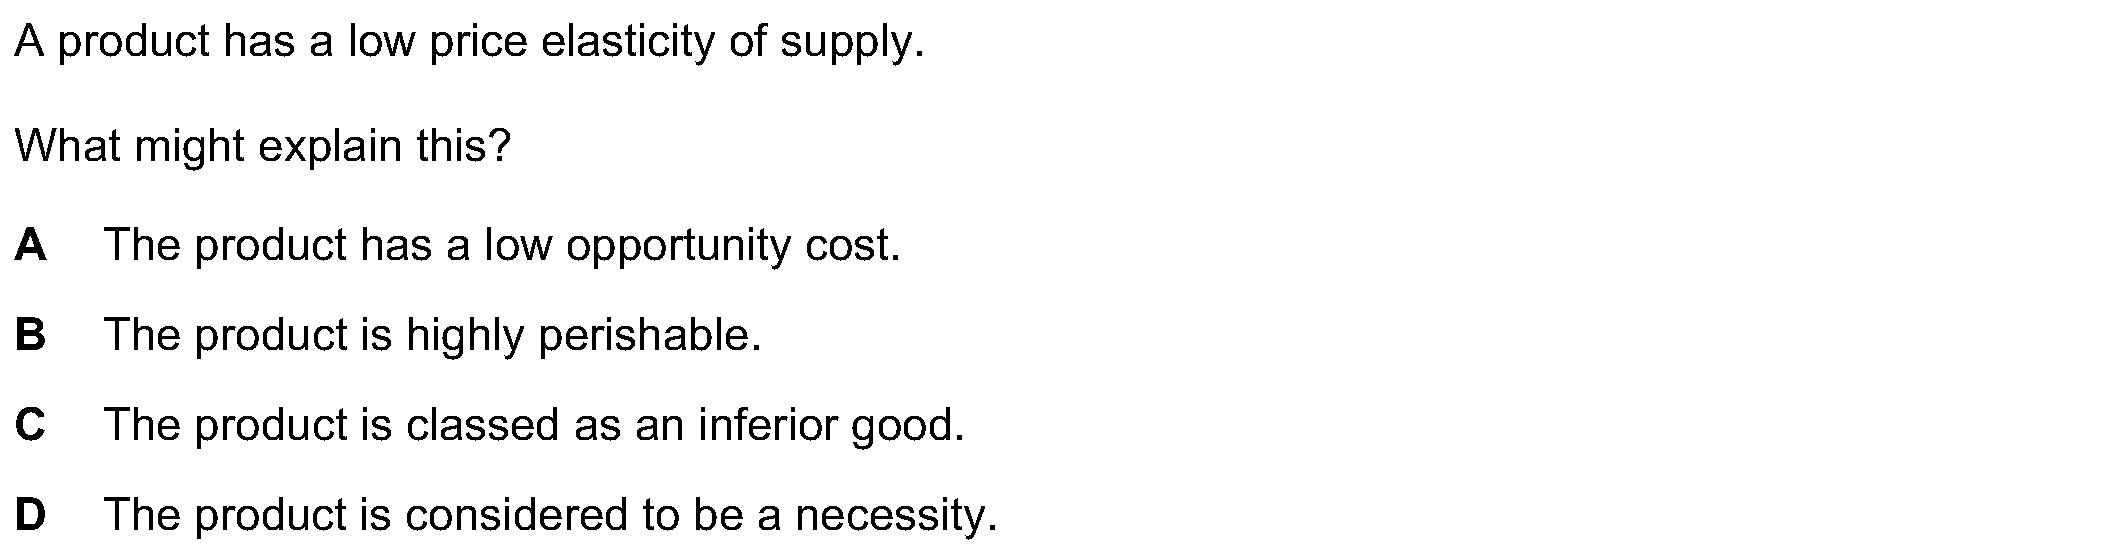 A product has a low price elasticity of supply.
What might explain this?
A The product has a low opportunity cost.
B The product is highly perishable.
C The product is classed as an inferior good.
D The product is considered to be a necessity.